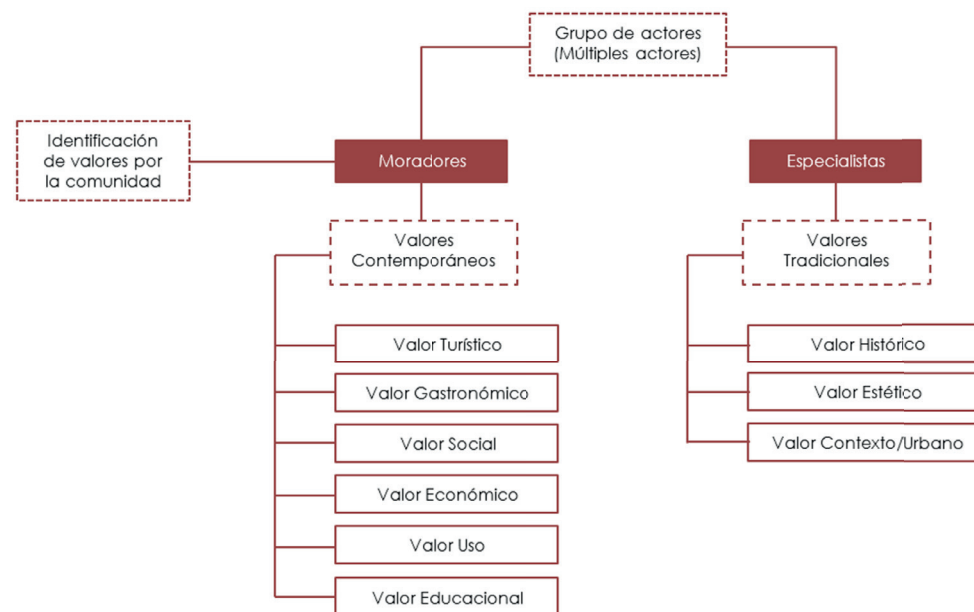 Grupo de actores
(Múltiples actores)
Identificación
de valores por
la comunidad
Moradores
Especialistas
Valores
Contemporáneos
Valores
Tradicionales
Valor Turístico
Valor Gastronómico
Valor Social
Valor Económico
Valor Uso
Valor Educacional
Valor Histórico
Valor Estético
Valor Contexto/Urbano